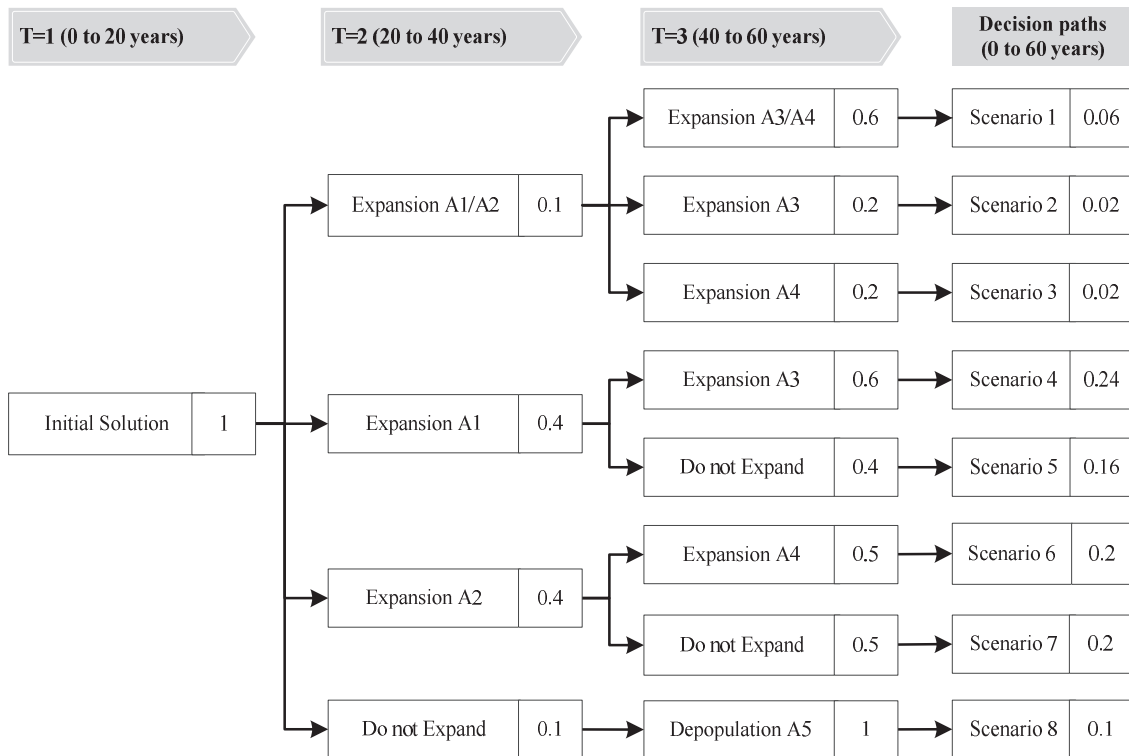 T=1 (0 to 20 years)
T=2 (20 to 40 years)
T=3 (40 to 60 years)
Decision paths
(0 to 60 years)
Expansion A3/A4 0.6
Scenario 1 0.06
Expansion A1/A2 0.1
Expansion A3 0.2
Scenario 2 0.02
Expansion A4 0.2
Scenario 3 0.02
Initial Solution 1
Expansion A1 0.4
Expansion A3 0.6
Scenario 4 0.24
Do not Expand 0.4
Scenario 5 0.16
Expansion A2 0.4
Expansion A4 0.5
Scenario 6 0.2
Do not Expand 0.5
Scenario 7 0.2
Do not Expand 0.1
Depopulation A5 1
Scenario 8 0.1